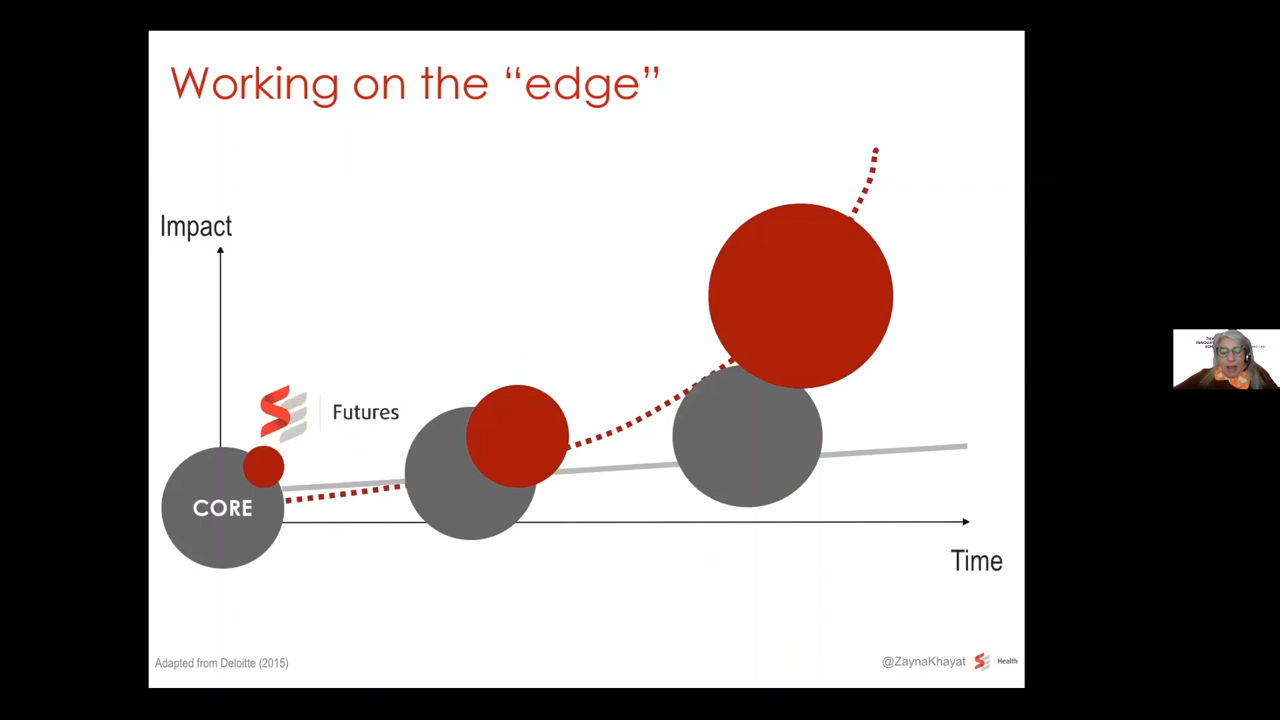 Working on the “edge”
Impact
Futures
CORE
Time
Adapted from Deloitte (2015)
@ZaynaKhayat
Health